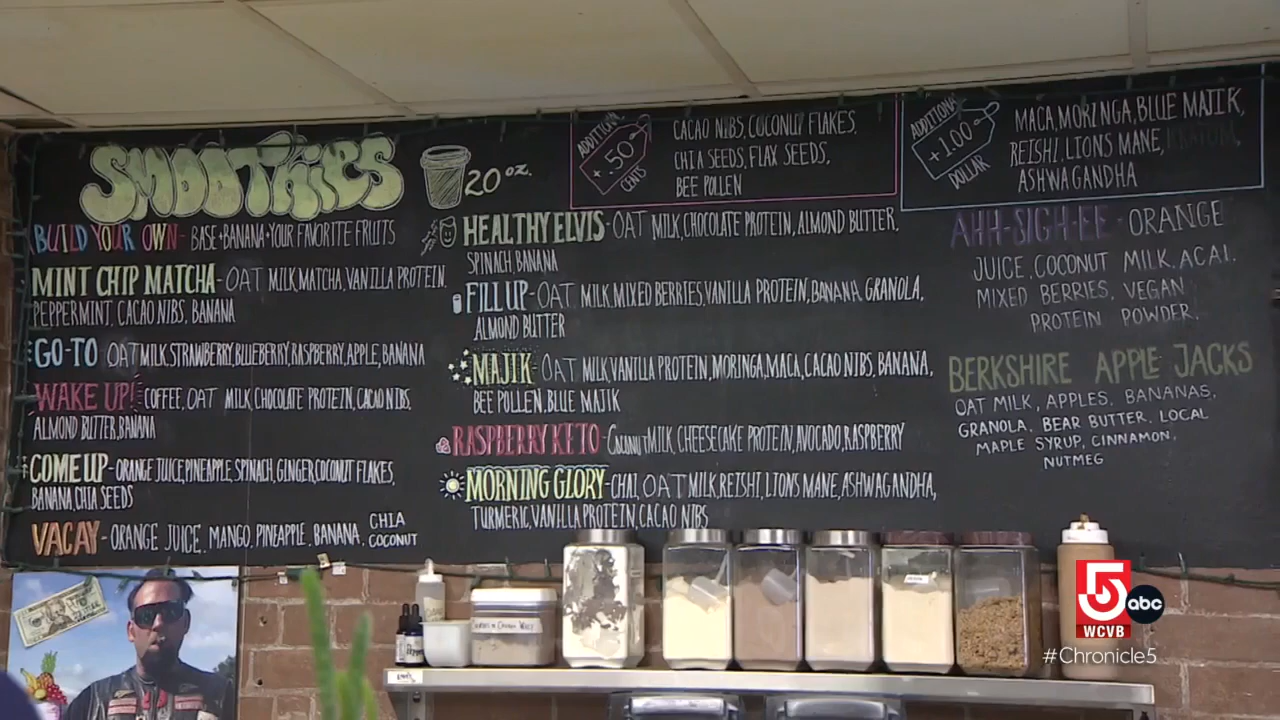 SMOOTHIES
20 oz.
BUILD YOUR OWN- BASE+BANANA+YOUR FAVORITE FRUITS
MINT CHIP MATCHA- OAT MILK,MATCHA,VANILLA PROTEIN,
PEPPERMINT, CACAO NIBS, BANANA
GO-TO OAT MILK,STRAWBERRY,BLUEBERRY,RASPBERRY,APPLE,BANANA
WAKE UP! COFFEE,OAT MILK,CHOCOLATE PROTEIN,CACAO NIBS,
ALMOND BUTTER,BANANA
COME UP- ORANGE JUICE,PINEAPPLE,SPINACH,GINGER,COCONUT FLAKES,
BANANA,CHIA SEEDS
VACAY- ORANGE JUICE, MANGO, PINEAPPLE, BANANA, CHIA
COCONUT
ADDITIONAL
+.50
CENTS
CACAO NIBS, COCONUT FLAKES,
CHIA SEEDS, FLAX SEEDS,
BEE POLLEN
HEALTHY ELVIS-OAT MILK,CHOCOLATE PROTEIN, ALMOND BUTTER,
SPINACH, BANANA
FILL UP-OAT MILK,MIXED BERRIES,VANILLA PROTEIN,BANANA, GRANOLA,
ALMOND BUTTER
MAJIK- OAT MILK,VANILLA PROTEIN,MORINGA,MACA,CACAO NIBS, BANANA,
BEE POLLEN,BLUE MAJIK
RASPBERRY KETO- COCONUT MILK, CHEESECAKE PROTEIN,AVOCADO,RASPBERRY
MORNING GLORY-CHAI, OAT MILK,REISHI,LIONS MANE,ASHWAGANDHA,
TURMERIC,VANILLA PROTEIN,CACAO NIBS
ADDITIONAL
+1.00
DOLLAR
MACA,MORINGA,BLUE MAJIK,
REISHI,LIONS MANE,
ASHWAGANDHA
AHH-SIGH-EE-ORANGE
JUICE,COCONUT MILK,ACAI,
MIXED BERRIES, VEGAN
PROTEIN POWDER.
BERKSHIRE APPLE JACKS
OAT MILK, APPLES, BANANAS,
GRANOLA, BEAR BUTTER, LOCAL
MAPLE SYRUP, CINNAMON,
NUTMEG
5 abc
WCVB
#Chronicle5